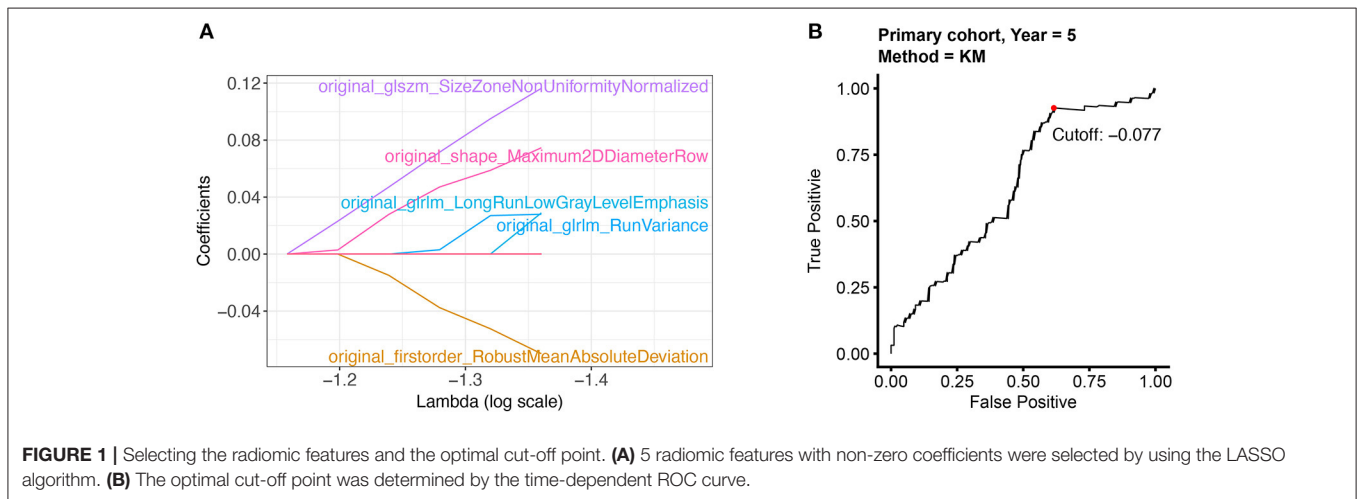 A
0.12
0.08
0.04
0.00
−0.04
Coefficients
original_glszm_SizeZoneNonUniformityNormalized
original_shape_Maximum2DDiameterRow
original_glrlm_LongRunLowGrayLevelEmphasis
original_glrlm_RunVariance
original_firstorder_RobustMeanAbsoluteDeviation
−1.2 −1.3 −1.4
Lambda (log scale)
B
Primary cohort, Year = 5
Method = KM
1.00
0.75
0.50
0.25
0.00
True Positivie
Cutoff: −0.077
0.00 0.25 0.50 0.75 1.00
False Positive
FIGURE 1 | Selecting the radiomic features and the optimal cut-off point. (A) 5 radiomic features with non-zero coefficients were selected by using the LASSO
algorithm. (B) The optimal cut-off point was determined by the time-dependent ROC curve.